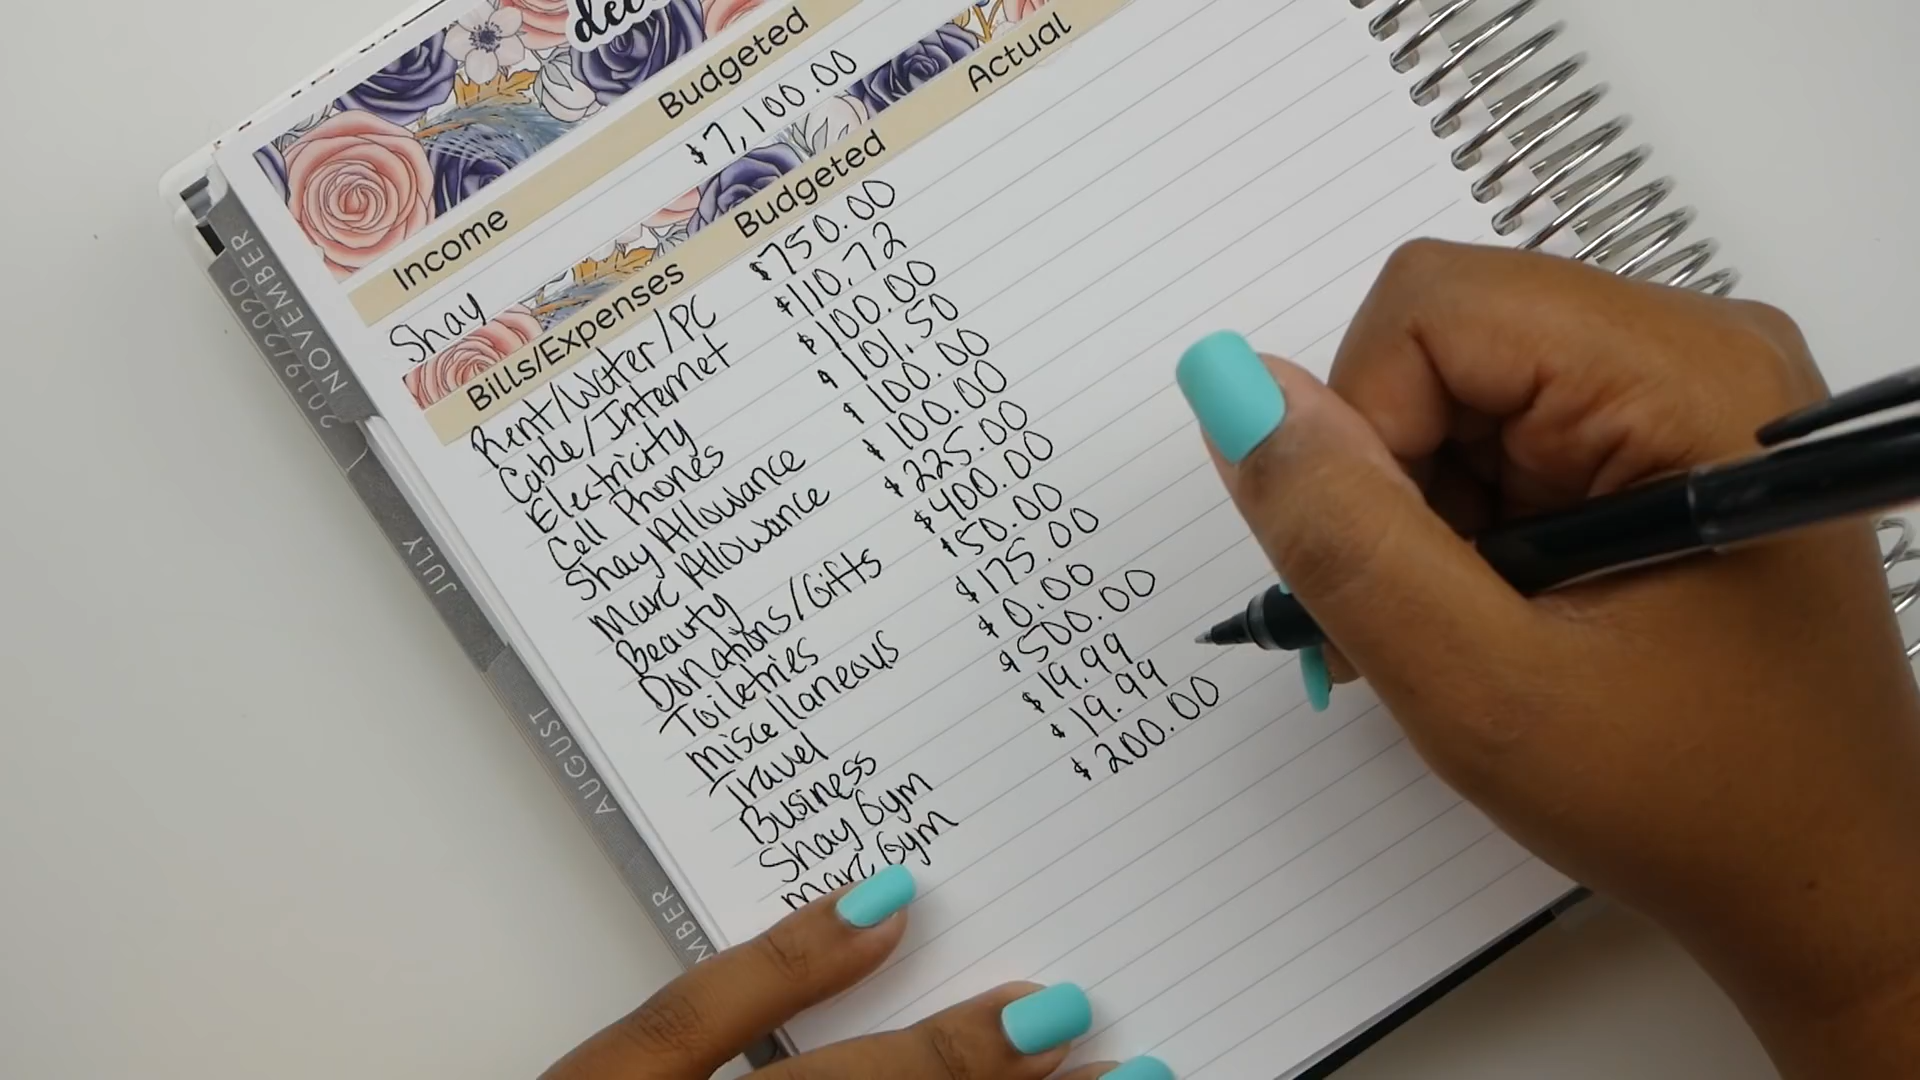 dec
Income Budgeted
Shay $7,100.00
Bills/Expenses Budgeted Actual
Rent/Water/PC $750.00
Cable/Internet $110.72
Electricity $100.00
Cell Phones $101.50
Shay Allowance $100.00
Marc Allowance $100.00
Beauty $225.00
Donations/Gifts $400.00
Toiletries $50.00
Miscellaneous $175.00
Travel $0.00
Business $500.00
Shay Gym $19.99
Marc Gym $19.99
$200.00
2019/2020
NOVEMBER
JULY
AUGUST
MBER